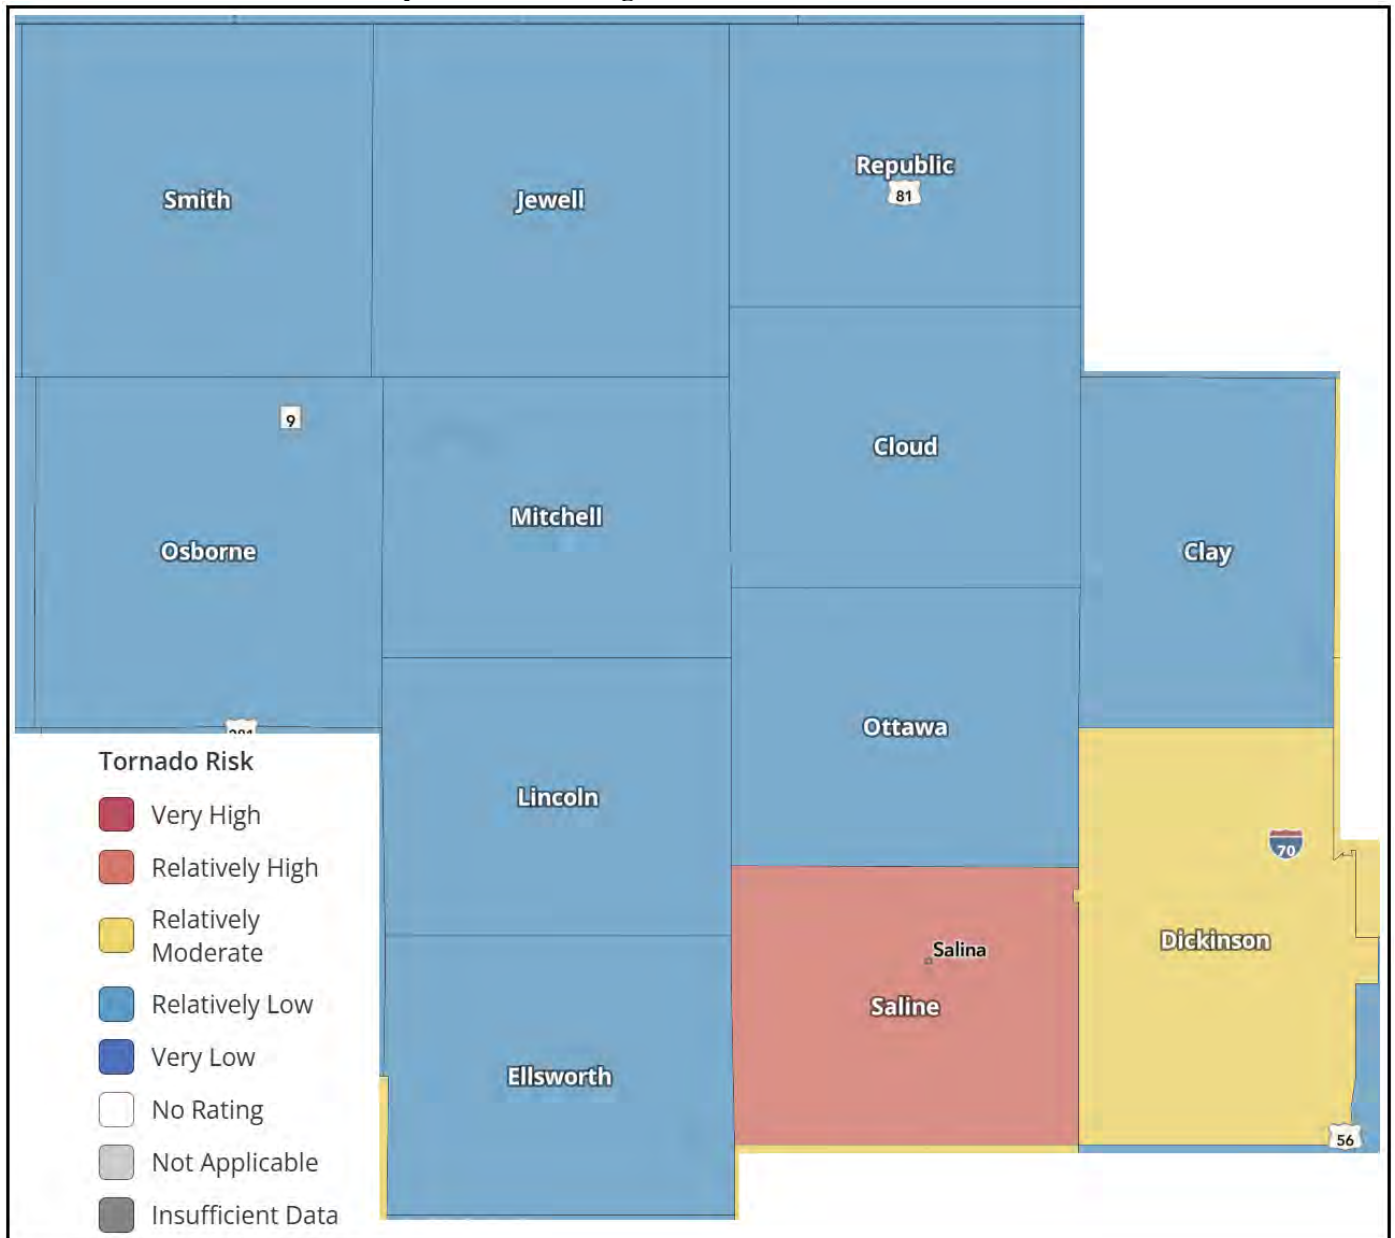 Smith
Jewell
Republic
81
9
Cloud
Mitchell
Osborne
Clay
Ottawa
Tornado Risk
Lincoln
Very High
70
Relatively High
Relatively
Moderate
Dickinson
Salina
Relatively Low
Saline
Very Low
Ellsworth
No Rating
56
Not Applicable
Insufficient Data